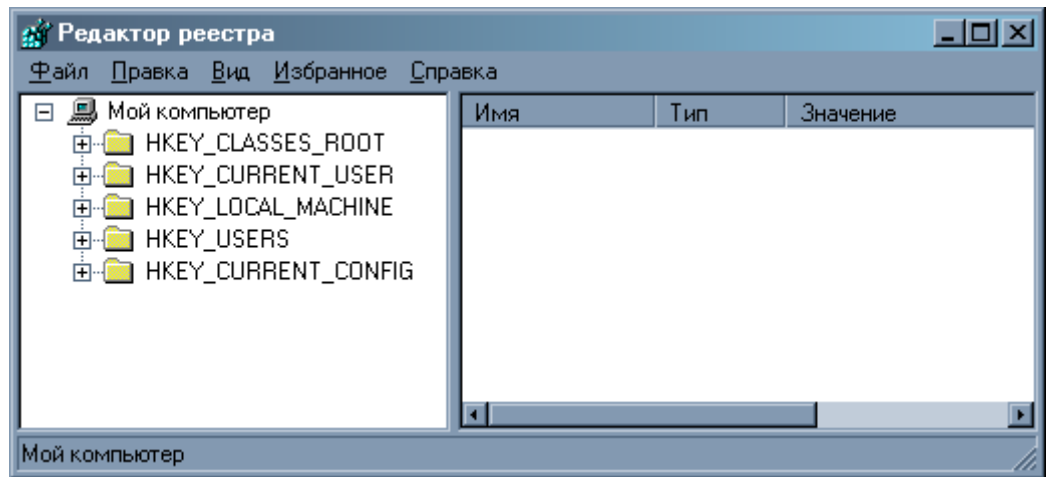 Редактор реестра
Файл Правка Вид Избранное Справка
Мой компьютер
HKEY_CLASSES_ROOT
HKEY_CURRENT_USER
HKEY_LOCAL_MACHINE
HKEY_USERS
HKEY_CURRENT_CONFIG
Имя Тип Значение
Мой компьютер